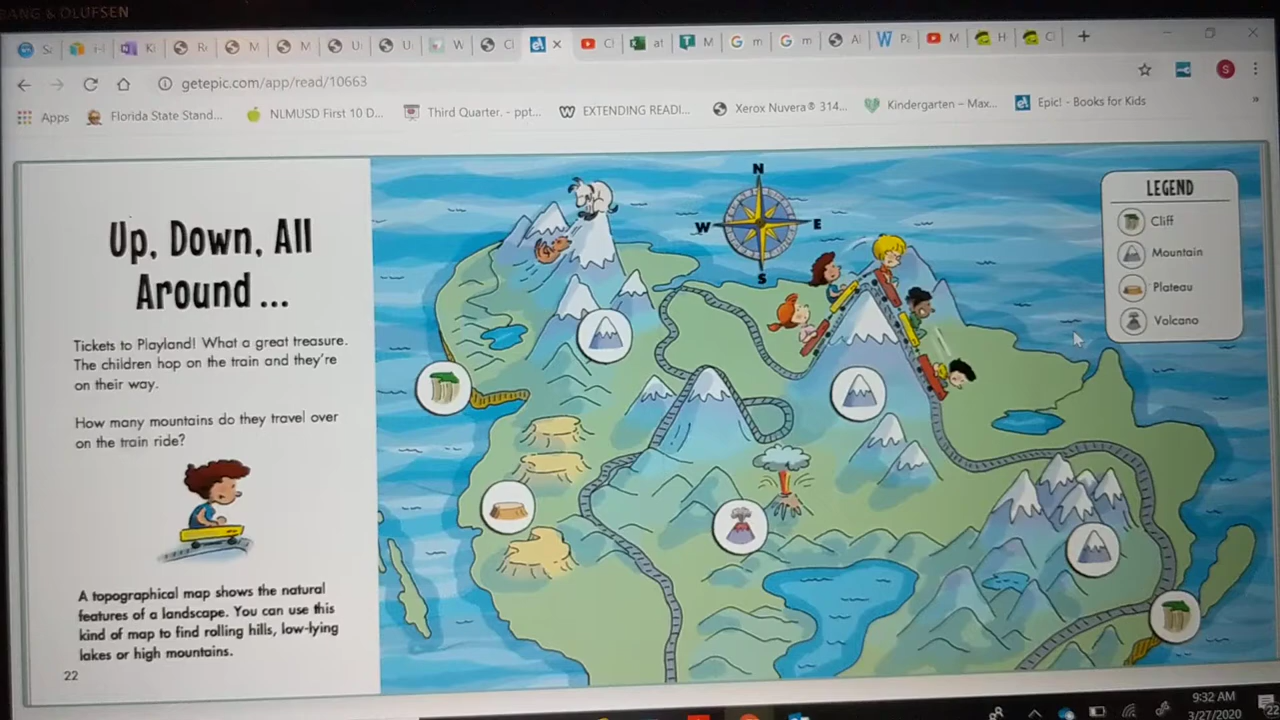 BANG & OLUFSEN
getepic.com/app/read/10663
Apps
Florida State Stand...
NLMUSD First 10 D...
Third Quarter. - ppt...
EXTENDING READI...
Xerox Nuvera® 314...
Kindergarten – Max...
Epic! - Books for Kids
Up, Down, All
Around ...
Tickets to Playland! What a great treasure.
The children hop on the train and they're
on their way.
How many mountains do they travel over
on the train ride?
A topographical map shows the natural
features of a landscape. You can use this
kind of map to find rolling hills, low-lying
lakes or high mountains.
22
N
W
E
S
LEGEND
Cliff
Mountain
Plateau
Volcano
9:32 AM
3/27/2020